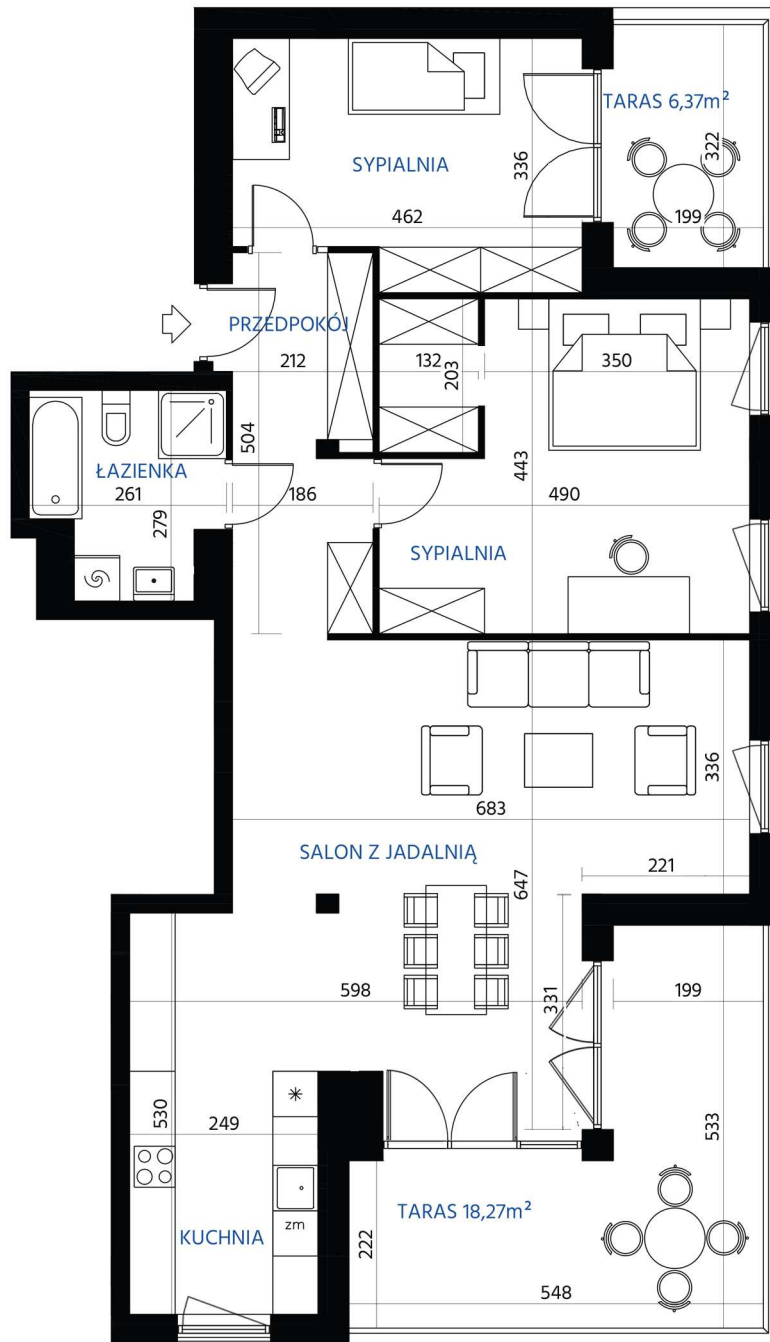 TARAS 6,37m²
322
199
SYPIALNIA
336
462
PRZEDPOKÓJ
212
132
203
350
504
443
ŁAZIENKA
261
279
186
490
SYPIALNIA
336
683
SALON Z JADALNIĄ
221
647
598
331
199
530
249
533
zm
TARAS 18,27m²
KUCHNIA
222
548